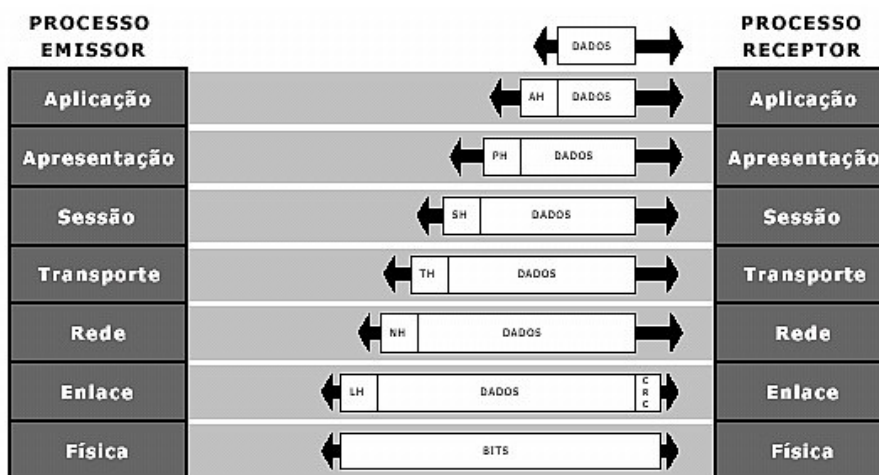 PROCESSO
EMISSOR
DADOS
PROCESSO
RECEPTOR
Aplicação
AH
DADOS
Aplicação
Apresentação
PH
DADOS
Apresentação
Sessão
SH
DADOS
Sessão
Transporte
TH
DADOS
Transporte
Rede
NH
DADOS
Rede
Enlace
LH
DADOS
C
R
C
Enlace
Física
BITS
Física